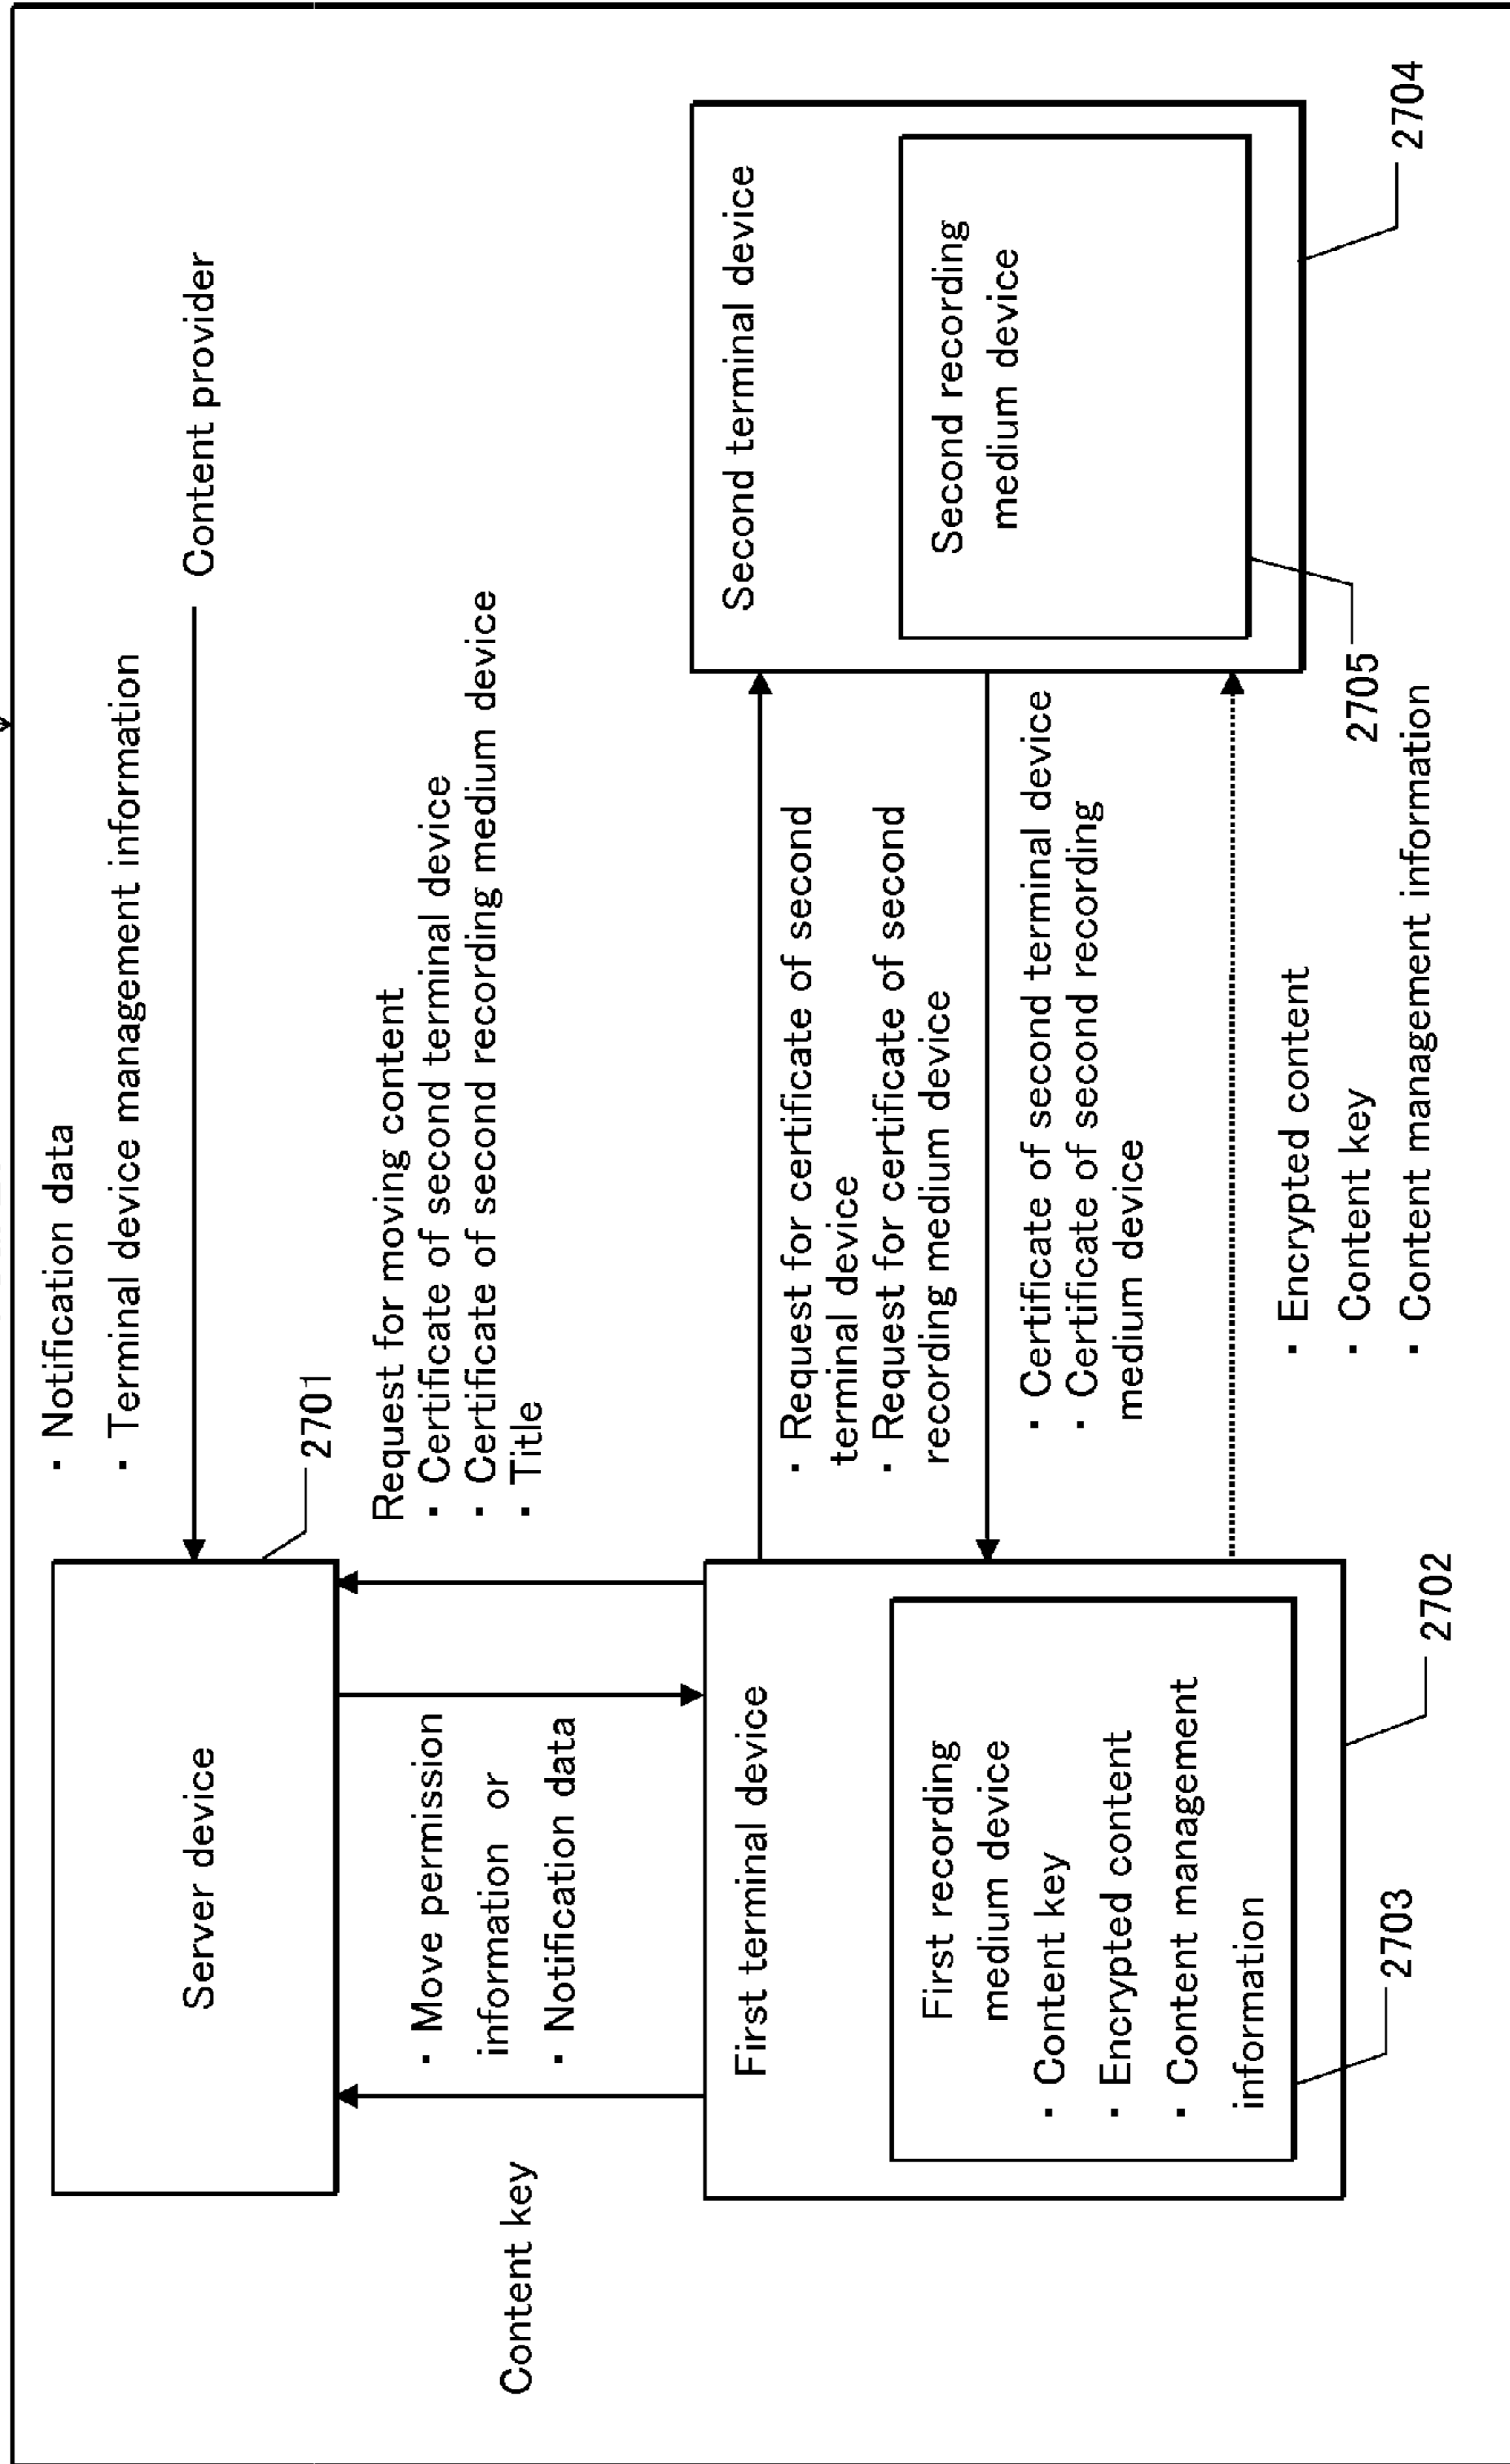 · Notification data
· Terminal device management information
Content provider
Server device
2701
Request for moving content
· Certificate of second terminal device
· Certificate of second recording medium device
· Title
· Move permission
information or
· Notification data
Content key
First terminal device
First recording
medium device
· Content key
· Encrypted content
· Content management
information
2703
2702
· Request for certificate of second
terminal device
· Request for certificate of second
recording medium device
· Certificate of second terminal device
· Certificate of second recording
medium device
· Encrypted content
· Content key
· Content management information
Second terminal device
Second recording
medium device
2705
2704